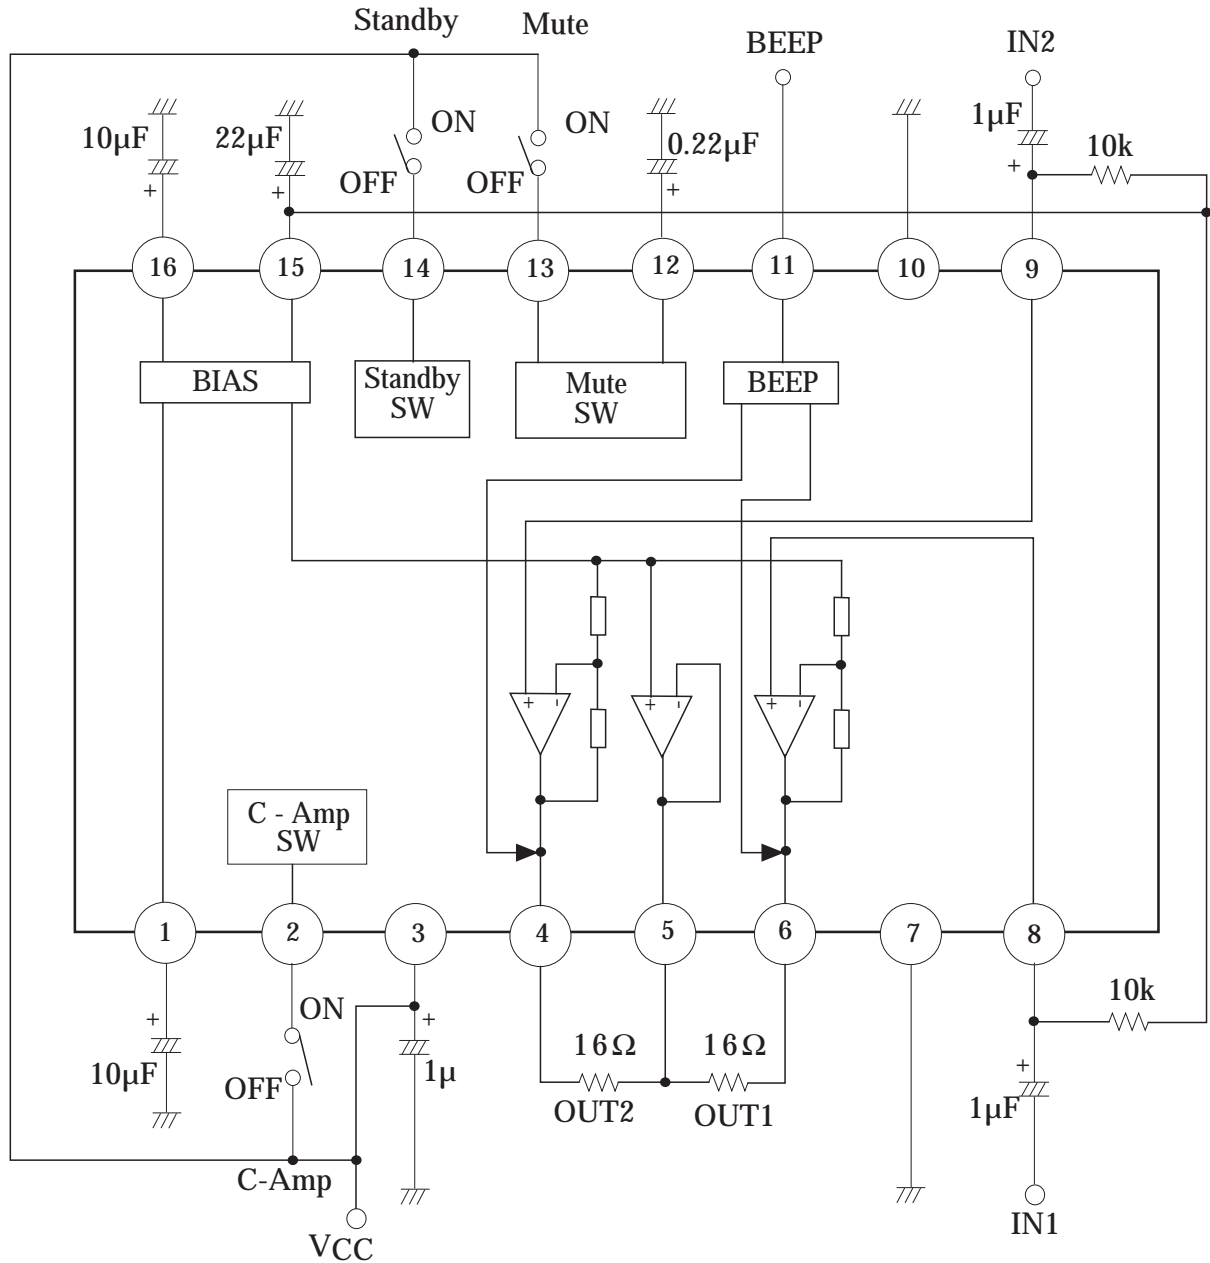 Standby
Mute
BEEP
IN2
10µF
22µF
ON
ON
0.22µF
1µF
10k
OFF
OFF
+
+
+
+
16
15
14
13
12
11
10
9
BIAS
Standby
SW
Mute
SW
BEEP
+ -
+ -
+ -
C - Amp
SW
1
2
3
4
5
6
7
8
+
ON
+
10k
10µF
OFF
1µ
16Ω
16Ω
+
OUT2
OUT1
1µF
C-Amp
VCC
IN1